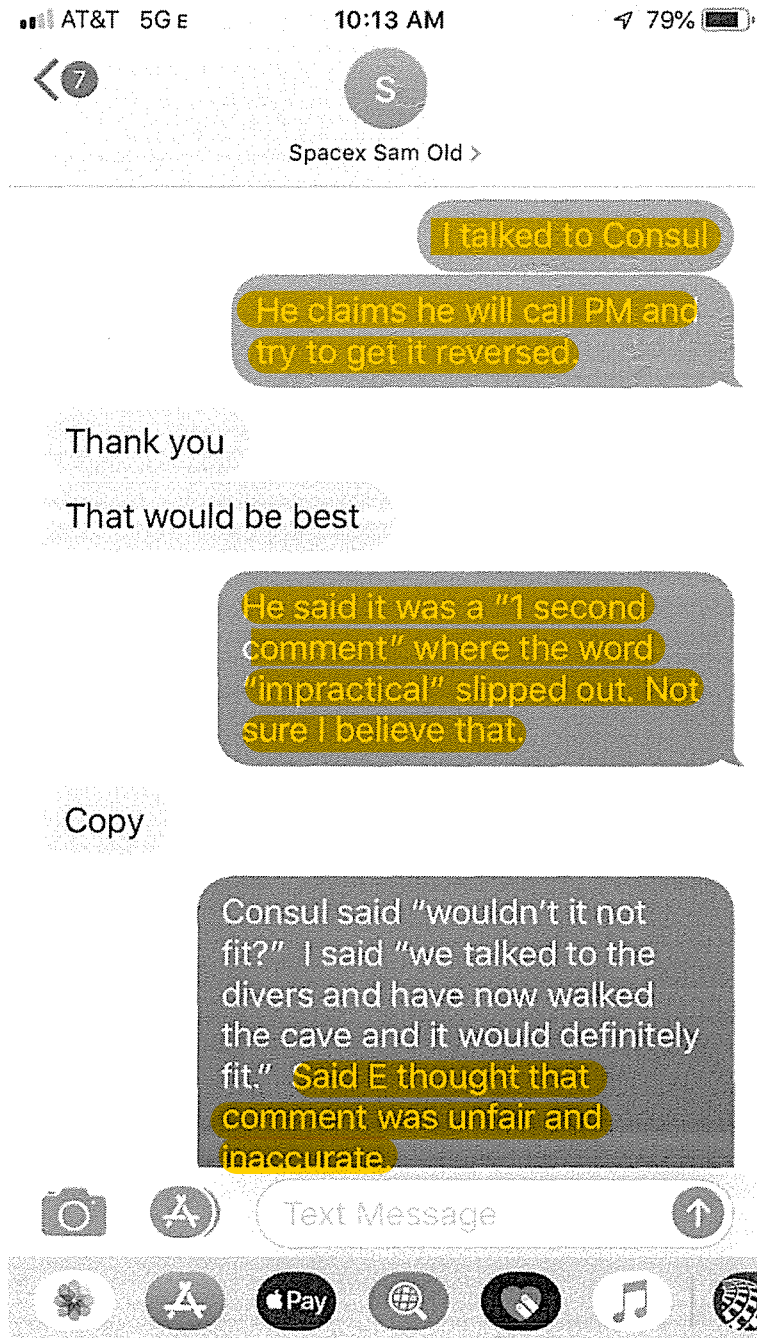 AT&T 5G E 10:13 AM 79%
7
S
Spacex Sam Old >
I talked to Consul
He claims he will call PM and
try to get it reversed.
Thank you
That would be best
He said it was a "1 second
comment" where the word
"impractical" slipped out. Not
sure I believe that.
Copy
Consul said "wouldn't it not
fit?" I said "we talked to the
divers and have now walked
the cave and it would definitely
fit." Said E thought that
comment was unfair and
inaccurate.
Text Message
Pay